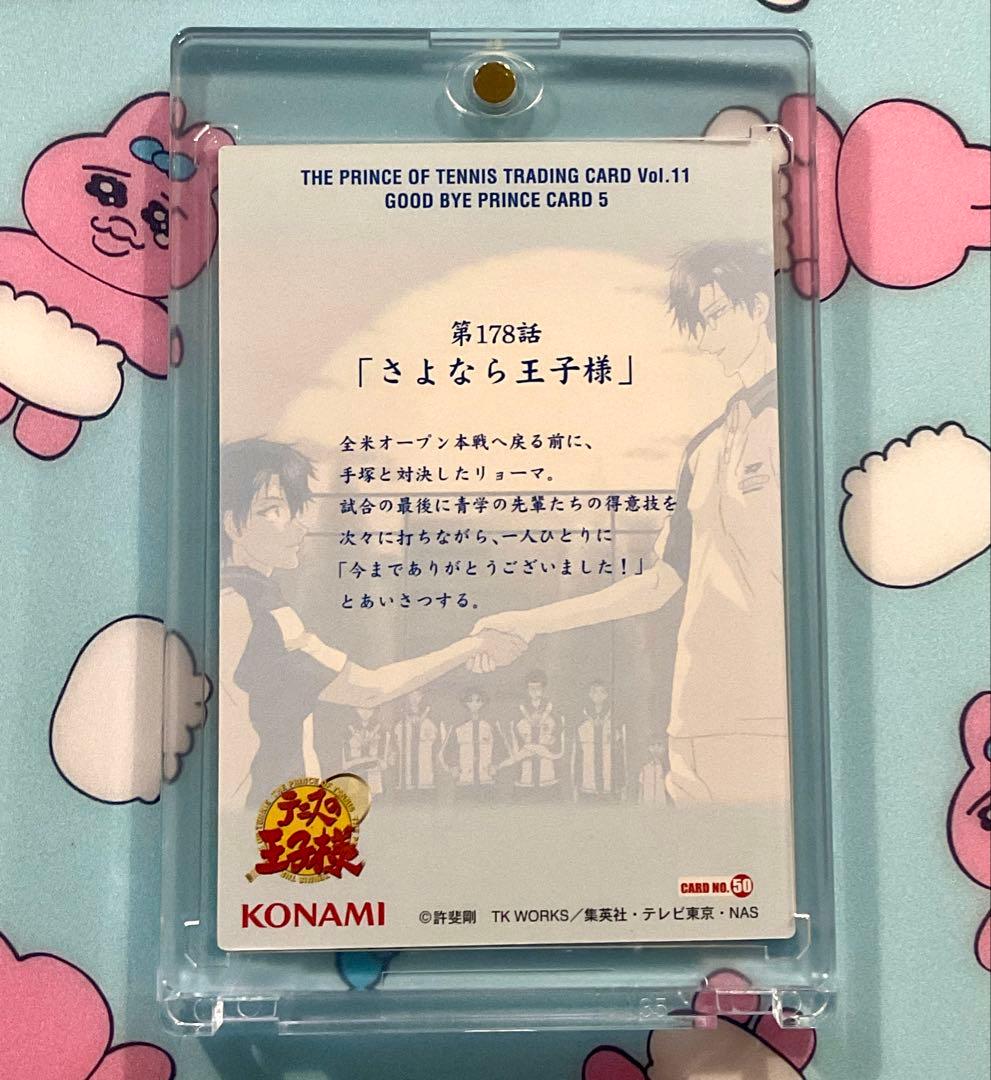 THE PRINCE OF TENNIS TRADING CARD Vol.11
GOOD BYE PRINCE CARD 5
第178話
「さよなら王子様」
全米オープン本戦へ戻る前に、
手塚と対決したリョーマ。
試合の最後に青学の先輩たちの得意技を
次々に打ちながら、一人ひとりに
「今までありがとうございました！」
とあいさつする。
テニスの
王子様
CARD NO. 50
KONAMI
©許斐剛 TK WORKS／集英社・テレビ東京・NAS
35